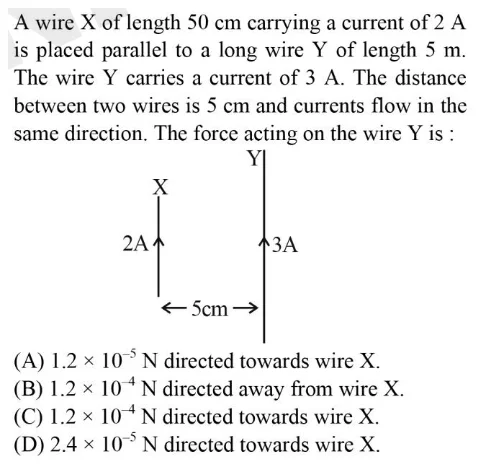 A wire X of length 50 cm carrying a current of 2 A
is placed parallel to a long wire Y of length 5 m.
The wire Y carries a current of 3 A. The distance
between two wires is 5 cm and currents flow in the
same direction. The force acting on the wire Y is :
Y
X
2A
3A
5cm
(A) 1.2 × 10⁻⁵ N directed towards wire X.
(B) 1.2 × 10⁻⁴ N directed away from wire X.
(C) 1.2 × 10⁻⁴ N directed towards wire X.
(D) 2.4 × 10⁻⁵ N directed towards wire X.